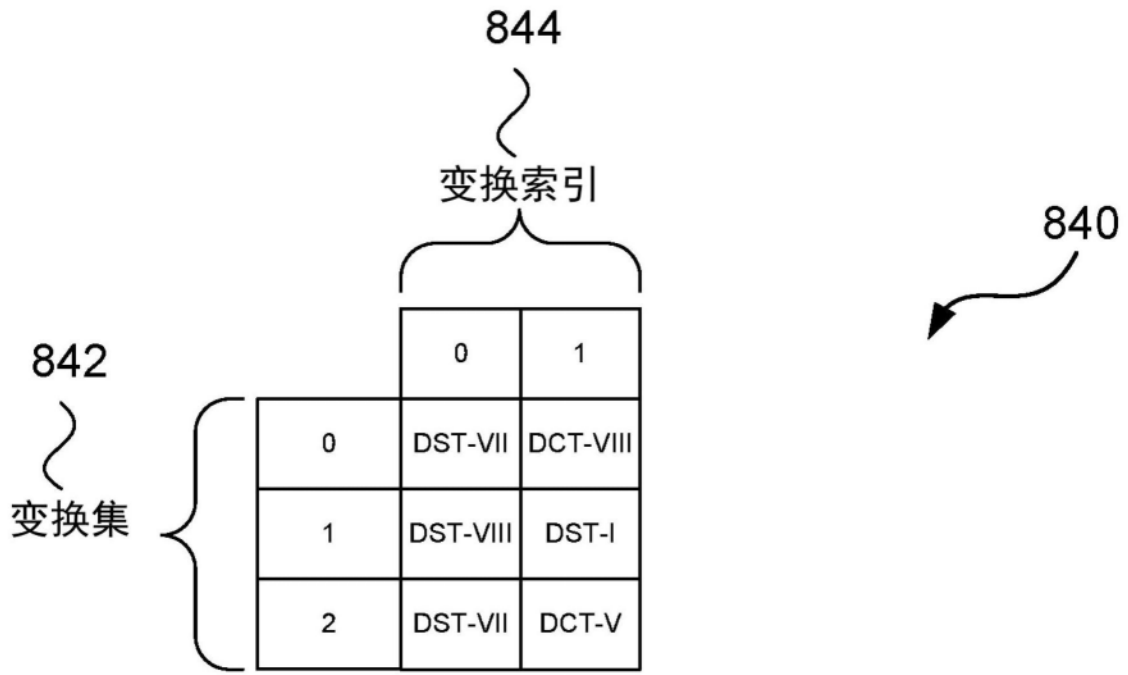 844
变换索引
840
0 1
842
0 DST-VII DCT-VIII
变换集
1 DST-VIII DST-I
2 DST-VII DCT-V